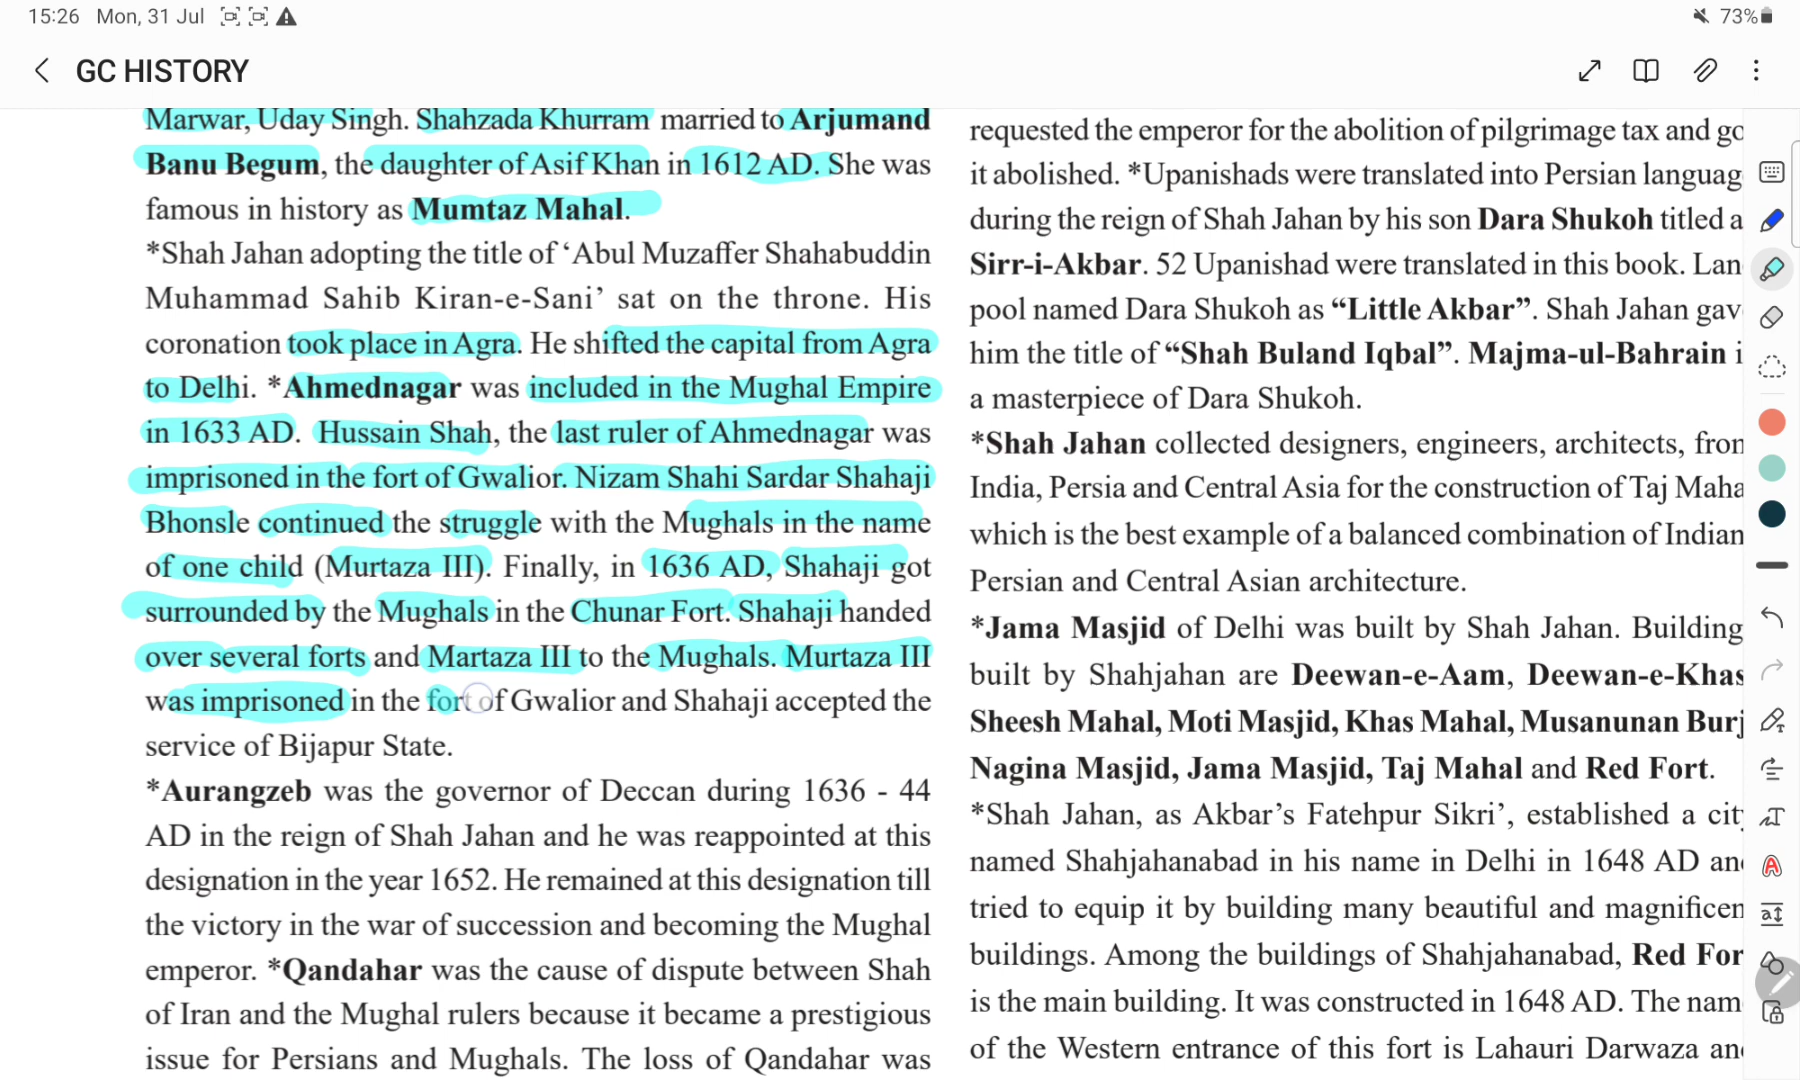 15:26 Mon, 31 Jul
73%
GC HISTORY
Marwar, Uday Singh. Shahzada Khurram married to Arjumand
Banu Begum, the daughter of Asif Khan in 1612 AD. She was
famous in history as Mumtaz Mahal.
*Shah Jahan adopting the title of ‘Abul Muzaffer Shahabuddin
Muhammad Sahib Kiran-e-Sani’ sat on the throne. His
coronation took place in Agra. He shifted the capital from Agra
to Delhi. *Ahmednagar was included in the Mughal Empire
in 1633 AD. Hussain Shah, the last ruler of Ahmednagar was
imprisoned in the fort of Gwalior. Nizam Shahi Sardar Shahaji
Bhonsle continued the struggle with the Mughals in the name
of one child (Murtaza III). Finally, in 1636 AD, Shahaji got
surrounded by the Mughals in the Chunar Fort. Shahaji handed
over several forts and Martaza III to the Mughals. Murtaza III
was imprisoned in the fort of Gwalior and Shahaji accepted the
service of Bijapur State.
*Aurangzeb was the governor of Deccan during 1636 - 44
AD in the reign of Shah Jahan and he was reappointed at this
designation in the year 1652. He remained at this designation till
the victory in the war of succession and becoming the Mughal
emperor. *Qandahar was the cause of dispute between Shah
of Iran and the Mughal rulers because it became a prestigious
issue for Persians and Mughals. The loss of Qandahar was
requested the emperor for the abolition of pilgrimage tax and go
it abolished. *Upanishads were translated into Persian languag
during the reign of Shah Jahan by his son Dara Shukoh titled a
Sirr-i-Akbar. 52 Upanishad were translated in this book. Lan
pool named Dara Shukoh as “Little Akbar”. Shah Jahan gav
him the title of “Shah Buland Iqbal”. Majma-ul-Bahrain i
a masterpiece of Dara Shukoh.
*Shah Jahan collected designers, engineers, architects, fron
India, Persia and Central Asia for the construction of Taj Maha
which is the best example of a balanced combination of Indian
Persian and Central Asian architecture.
*Jama Masjid of Delhi was built by Shah Jahan. Building
built by Shahjahan are Deewan-e-Aam, Deewan-e-Khas
Sheesh Mahal, Moti Masjid, Khas Mahal, Musanunan Burj
Nagina Masjid, Jama Masjid, Taj Mahal and Red Fort.
*Shah Jahan, as Akbar’s Fatehpur Sikri’, established a city
named Shahjahanabad in his name in Delhi in 1648 AD an
tried to equip it by building many beautiful and magnificen
buildings. Among the buildings of Shahjahanabad, Red For
is the main building. It was constructed in 1648 AD. The nam
of the Western entrance of this fort is Lahauri Darwaza an